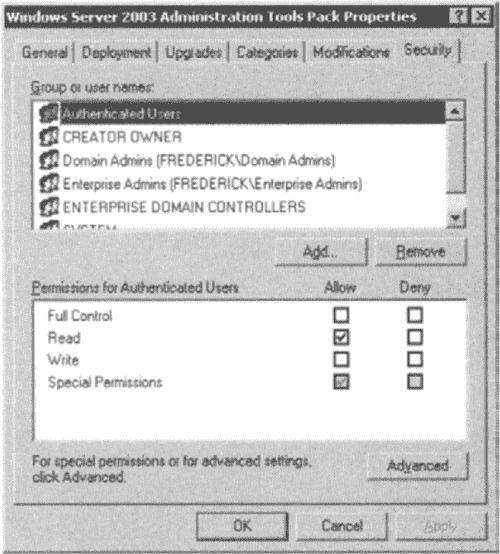 Windows Server 2003 Administration Tools Pack Properties
General Deployment Upgrades Categories Modifications Security
Group or user names:
Authenticated Users
CREATOR OWNER
Domain Admins (FREDERICK\Domain Admins)
Enterprise Admins (FREDERICK\Enterprise Admins)
ENTERPRISE DOMAIN CONTROLLERS
SYSTEM
Add... Remove
Permissions for Authenticated Users Allow Deny
Full Control
Read
Write
Special Permissions
For special permissions or for advanced settings,
click Advanced.
Advanced
OK Cancel Apply